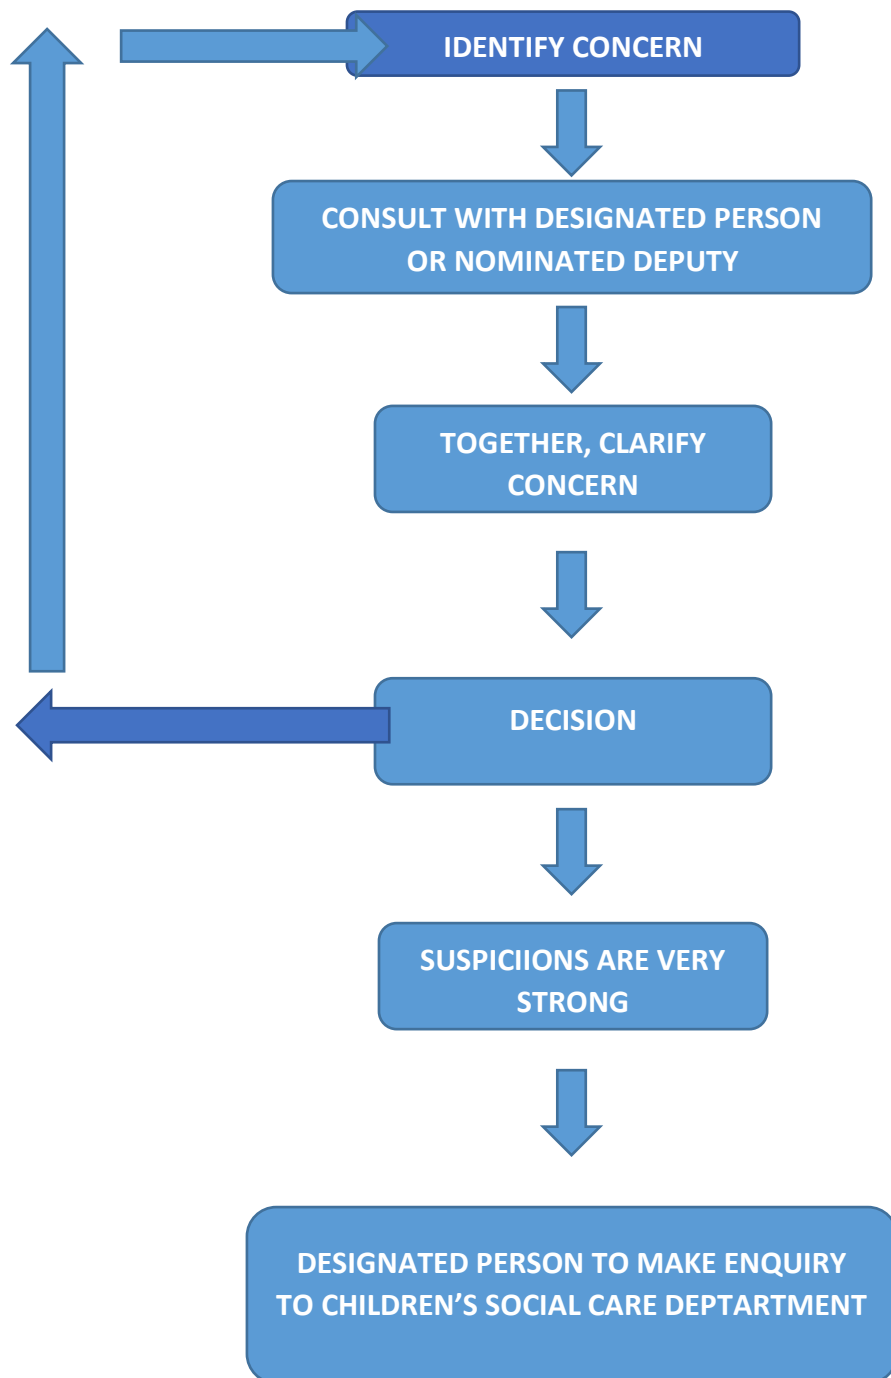 IDENTIFY CONCERN
CONSULT WITH DESIGNATED PERSON
OR NOMINATED DEPUTY
TOGETHER, CLARIFY
CONCERN
DECISION
SUSPICIIONS ARE VERY
STRONG
DESIGNATED PERSON TO MAKE ENQUIRY
TO CHILDREN’S SOCIAL CARE DEPTARTMENT